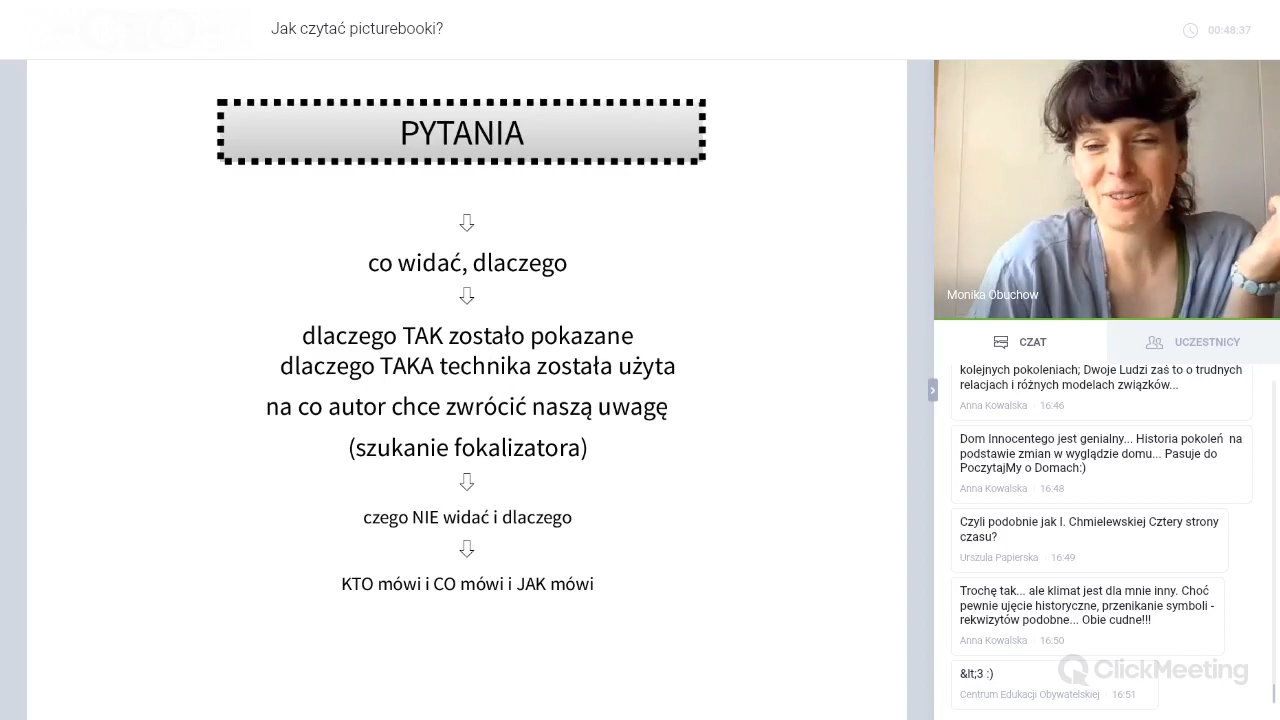 Jak czytać picturebooki?
00:48:37
PYTANIA
co widać, dlaczego
dlaczego TAK zostało pokazane
dlaczego TAKA technika została użyta
na co autor chce zwrócić naszą uwagę
(szukanie fokalizatora)
czego NIE widać i dlaczego
KTO mówi i CO mówi i JAK mówi
Monika Obuchow
CZAT
UCZESTNICY
kolejnych pokoleniach; Dwoje Ludzi zaś to o trudnych
relacjach i różnych modelach związków...
Anna Kowalska · 16:46
Dom Innocentego jest genialny... Historia pokoleń na
podstawie zmian w wyglądzie domu... Pasuje do
PoczytajMy o Domach:)
Anna Kowalska · 16:48
Czyli podobnie jak I. Chmielewskiej Cztery strony
czasu?
Urszula Papierska · 16:49
Trochę tak... ale klimat jest dla mnie inny. Choć
pewnie ujęcie historyczne, przenikanie symboli -
rekwizytów podobne... Obie cudne!!!
Anna Kowalska · 16:50
&lt;3 :)
Centrum Edukacji Obywatelskiej · 16:51
ClickMeeting